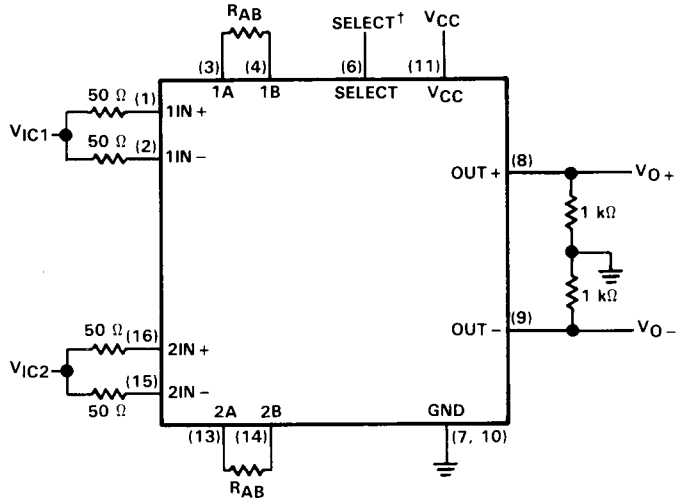 RAB
SELECT† VCC
(3) (4) (6) (11)
1A 1B SELECT VCC
50 Ω (1) 1IN +
VIC1
50 Ω (2) 1IN −
OUT + (8) VO+
1 kΩ
1 kΩ
OUT − (9) VO−
50 Ω (16) 2IN +
VIC2
50 Ω (15) 2IN −
2A 2B GND
(13) (14) (7, 10)
RAB